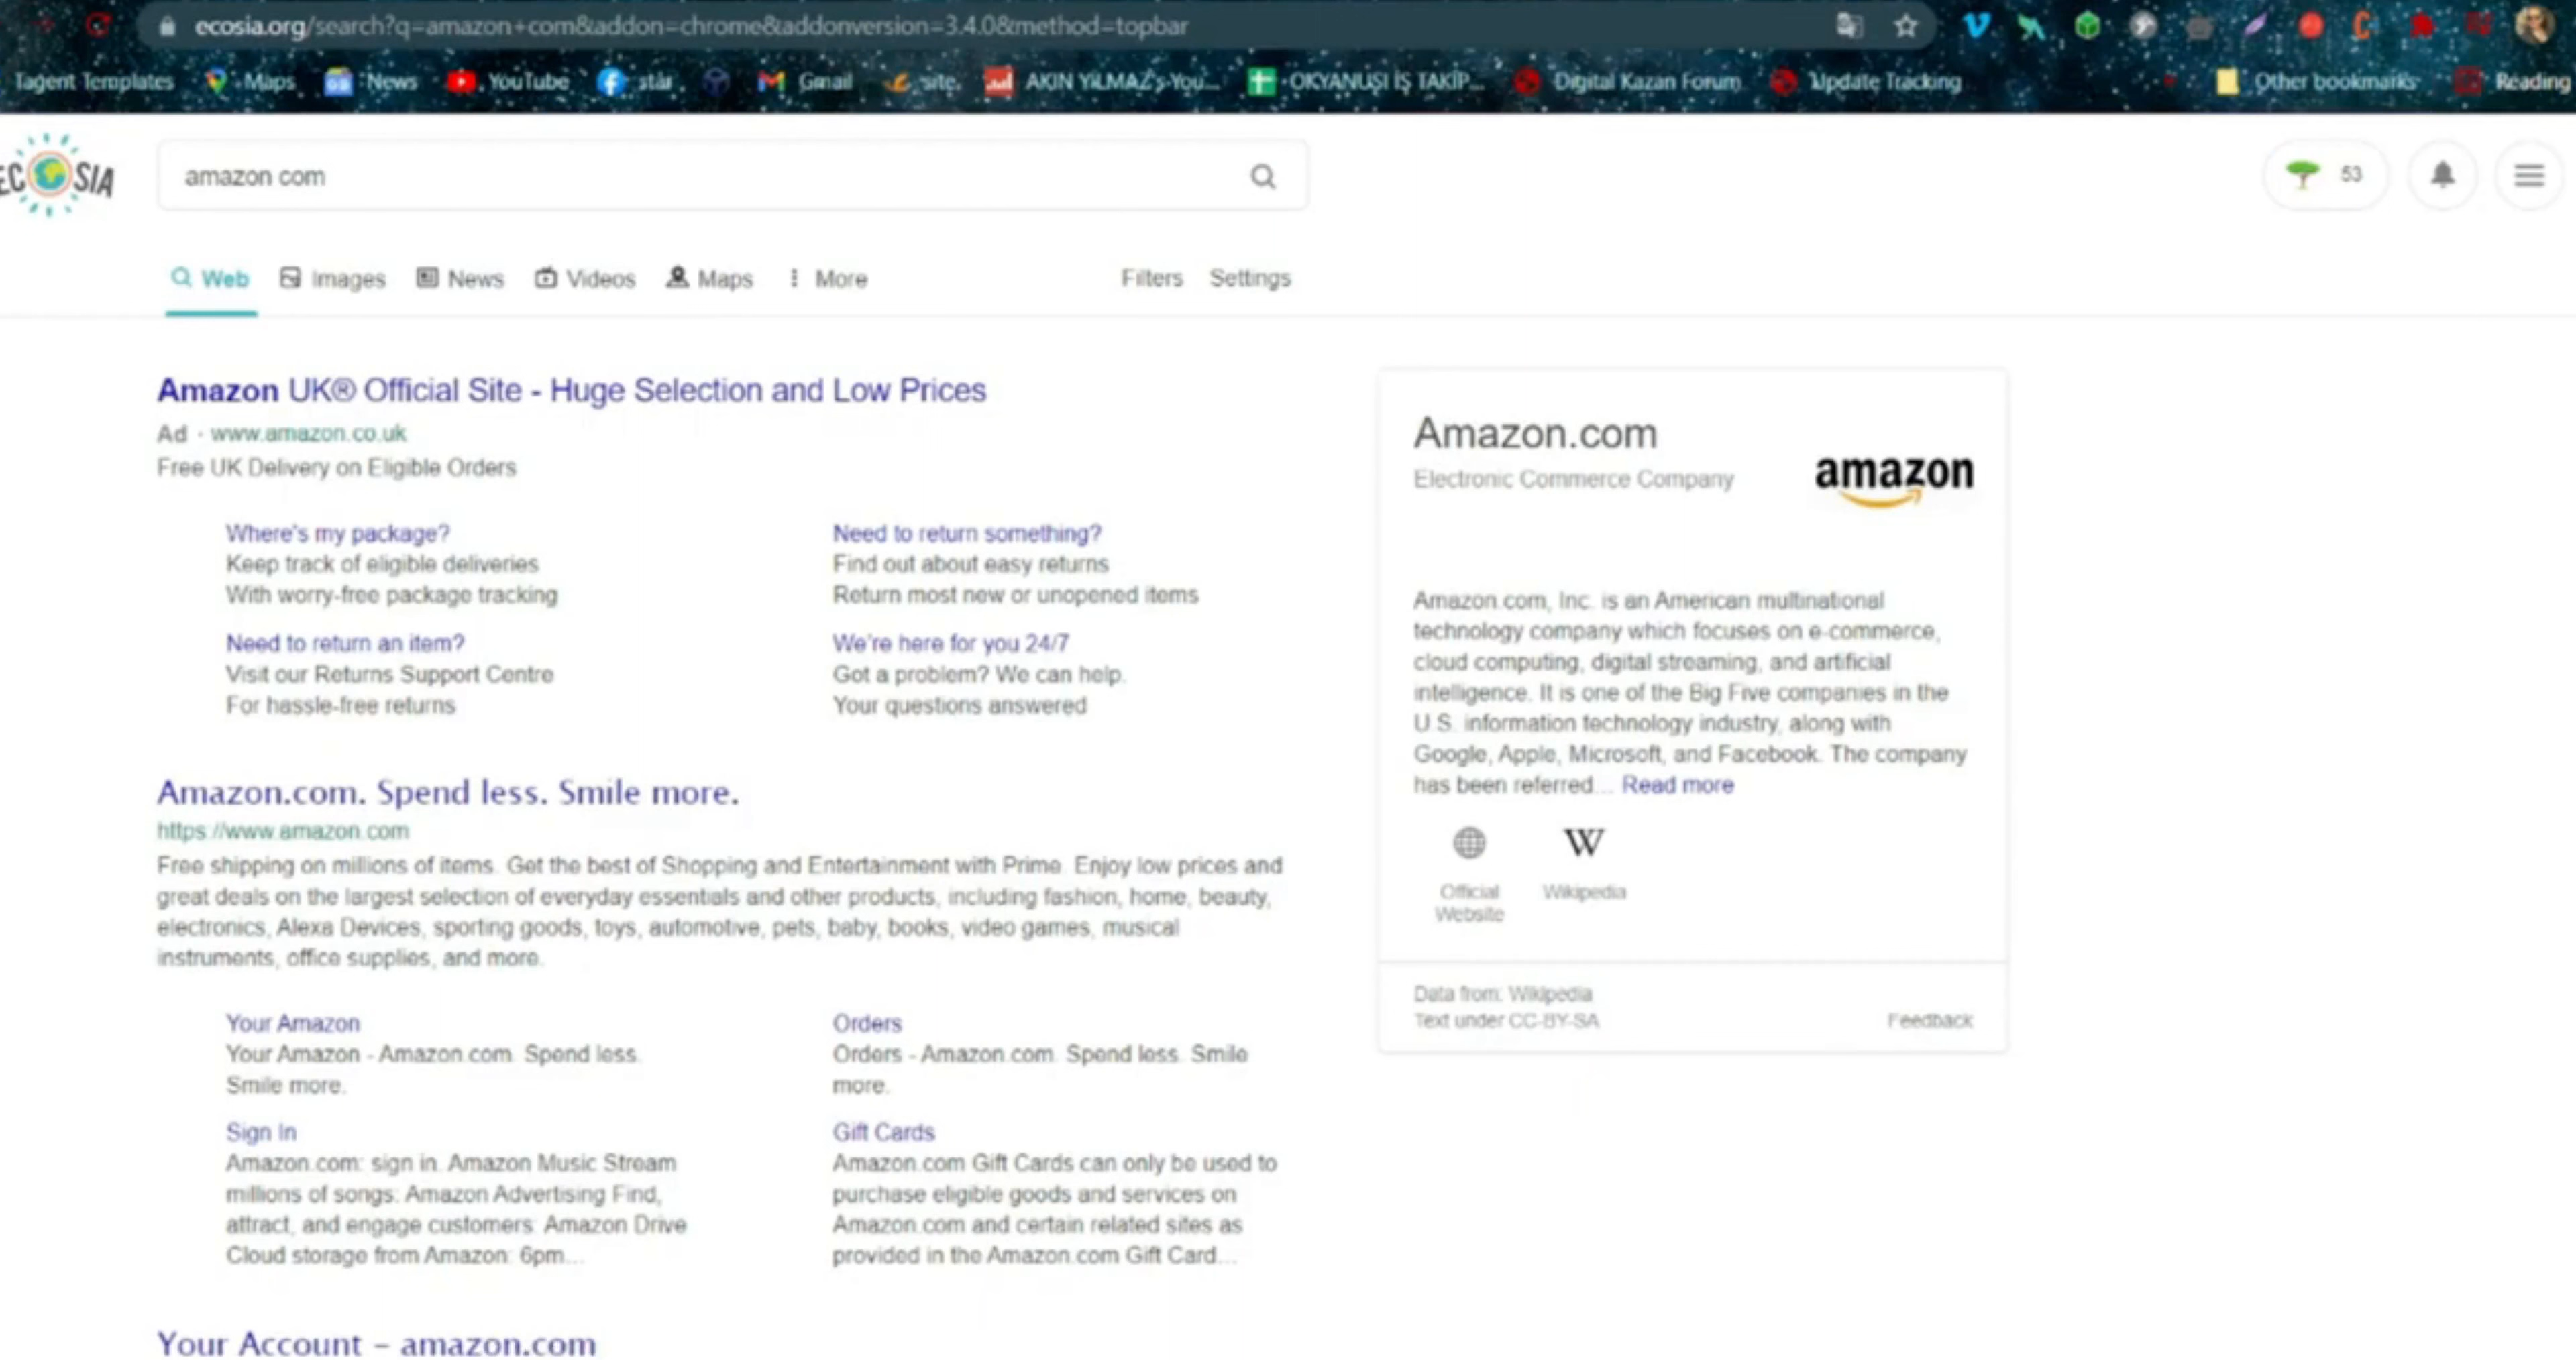 ecosia.org/search?q=amazon+com&addon=chrome&addonversion=3.4.0&method=topbar
Tagent Templates Maps News YouTube star Gmail site. AKIN YILMAZ's You... OKYANUSI İŞ TAKİP... Digital Kazan Forum Update Tracking Other bookmarks Reading
ECOSIA
amazon com
53
Web Images News Videos Maps More Filters Settings
Amazon UK® Official Site - Huge Selection and Low Prices
Ad · www.amazon.co.uk
Free UK Delivery on Eligible Orders
Where's my package?
Keep track of eligible deliveries
With worry-free package tracking
Need to return something?
Find out about easy returns
Return most new or unopened items
Need to return an item?
Visit our Returns Support Centre
For hassle-free returns
We're here for you 24/7
Got a problem? We can help.
Your questions answered
Amazon.com. Spend less. Smile more.
https://www.amazon.com
Free shipping on millions of items. Get the best of Shopping and Entertainment with Prime. Enjoy low prices and
great deals on the largest selection of everyday essentials and other products, including fashion, home, beauty,
electronics, Alexa Devices, sporting goods, toys, automotive, pets, baby, books, video games, musical
instruments, office supplies, and more.
Your Amazon
Your Amazon - Amazon.com. Spend less.
Smile more.
Orders
Orders - Amazon.com. Spend less. Smile
more.
Sign In
Amazon.com: sign in. Amazon Music Stream
millions of songs: Amazon Advertising Find,
attract, and engage customers: Amazon Drive
Cloud storage from Amazon: 6pm...
Gift Cards
Amazon.com Gift Cards can only be used to
purchase eligible goods and services on
Amazon.com and certain related sites as
provided in the Amazon.com Gift Card...
Your Account – amazon.com
Amazon.com
Electronic Commerce Company
amazon
Amazon.com, Inc. is an American multinational
technology company which focuses on e-commerce,
cloud computing, digital streaming, and artificial
intelligence. It is one of the Big Five companies in the
U.S. information technology industry, along with
Google, Apple, Microsoft, and Facebook. The company
has been referred... Read more
W
Official
Website
Wikipedia
Data from: Wikipedia
Text under CC-BY-SA
Feedback